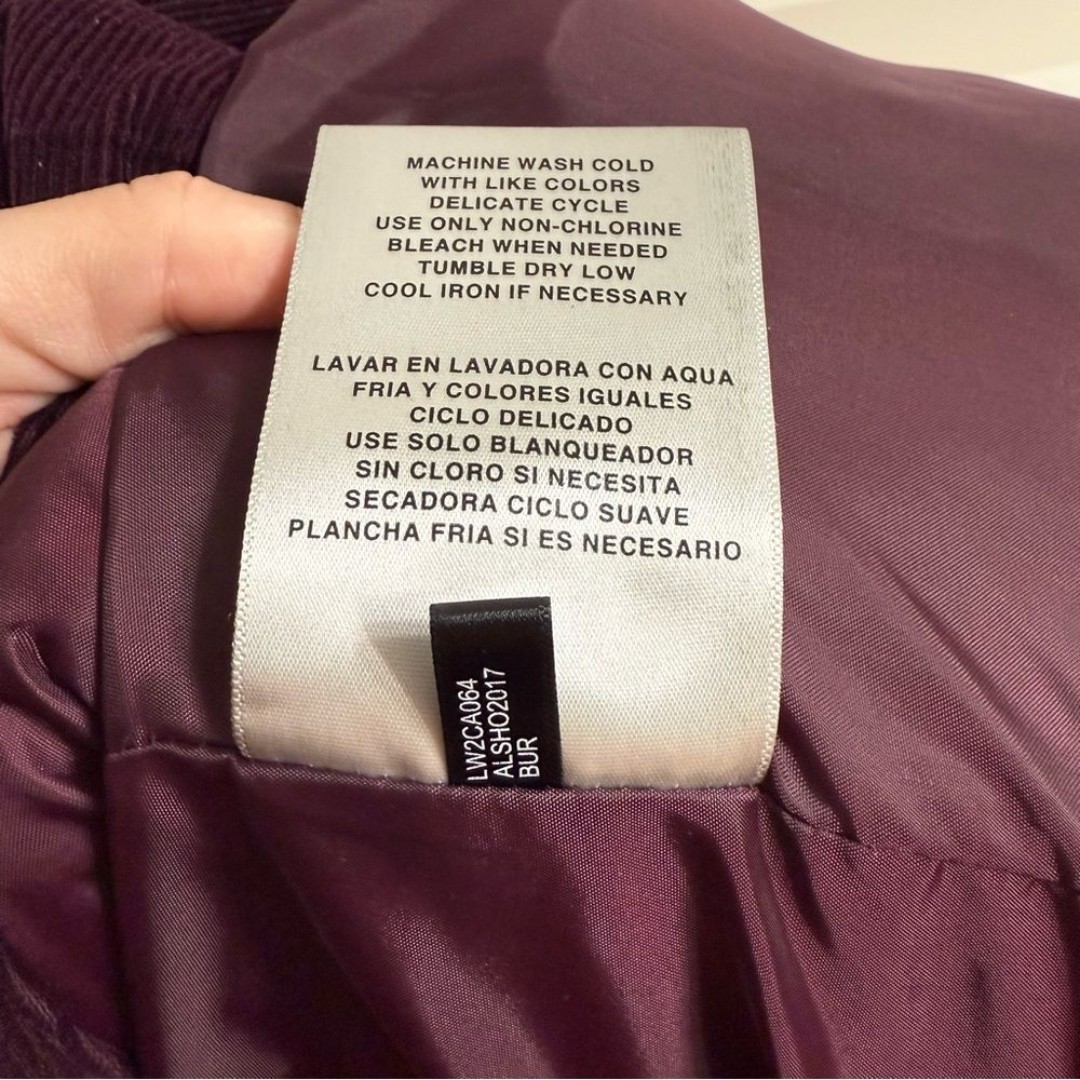 MACHINE WASH COLD
WITH LIKE COLORS
DELICATE CYCLE
USE ONLY NON-CHLORINE
BLEACH WHEN NEEDED
TUMBLE DRY LOW
COOL IRON IF NECESSARY
LAVAR EN LAVADORA CON AQUA
FRIA Y COLORES IGUALES
CICLO DELICADO
USE SOLO BLANQUEADOR
SIN CLORO SI NECESITA
SECADORA CICLO SUAVE
PLANCHA FRIA SI ES NECESARIO
LW2CA064
ALSHO2017
BUR